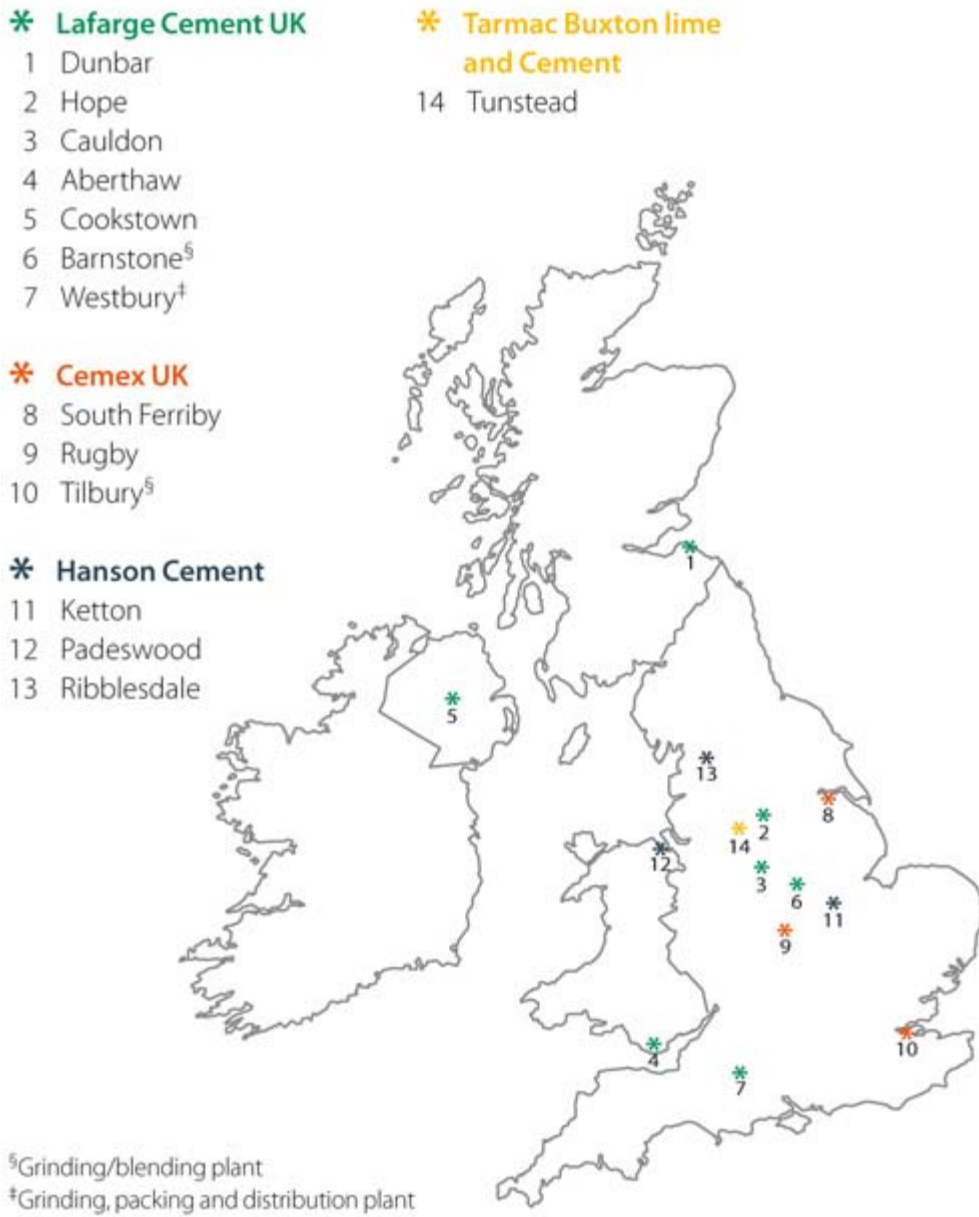 * Lafarge Cement UK
1 Dunbar
2 Hope
3 Cauldon
4 Aberthaw
5 Cookstown
6 Barnstone§
7 Westbury‡
* Cemex UK
8 South Ferriby
9 Rugby
10 Tilbury§
* Hanson Cement
11 Ketton
12 Padeswood
13 Ribblesdale
* Tarmac Buxton lime
and Cement
14 Tunstead
1
5
13
8
2
14
12
3
6
11
9
10
4
7
§Grinding/blending plant
‡Grinding, packing and distribution plant